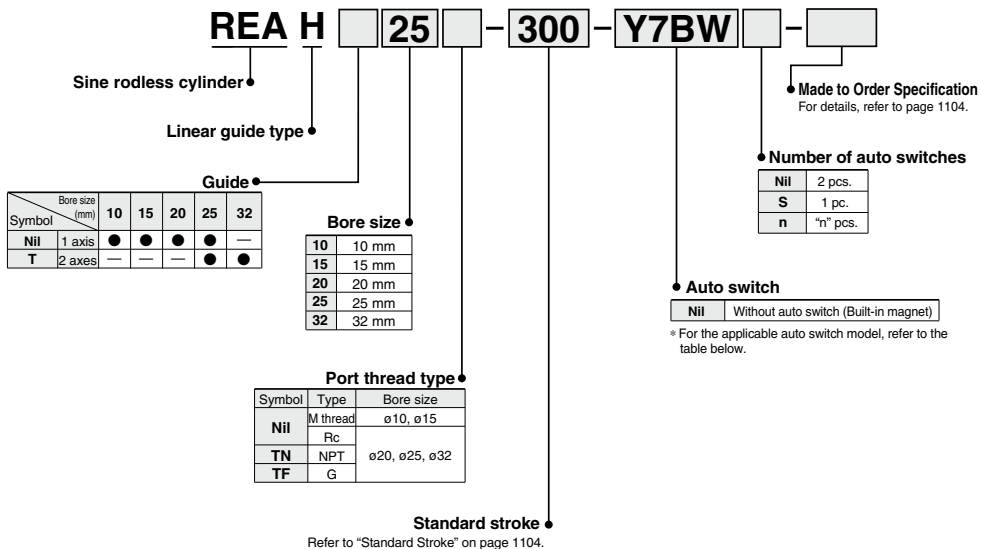 REA H 25 – 300 – Y7BW –
Sine rodless cylinder
Made to Order Specification
For details, refer to page 1104.
Linear guide type
Number of auto switches
Nil 2 pcs.
S 1 pc.
n “n” pcs.
Guide
Symbol Bore size (mm) 10 15 20 25 32
Nil 1 axis ● ● ● ● —
T 2 axes — — — ● ●
Bore size
10 10 mm
15 15 mm
20 20 mm
25 25 mm
32 32 mm
Auto switch
Nil Without auto switch (Built-in magnet)
* For the applicable auto switch model, refer to the
table below.
Port thread type
Symbol Type Bore size
Nil M thread ø10, ø15
Rc
TN NPT ø20, ø25, ø32
TF G
Standard stroke
Refer to “Standard Stroke” on page 1104.